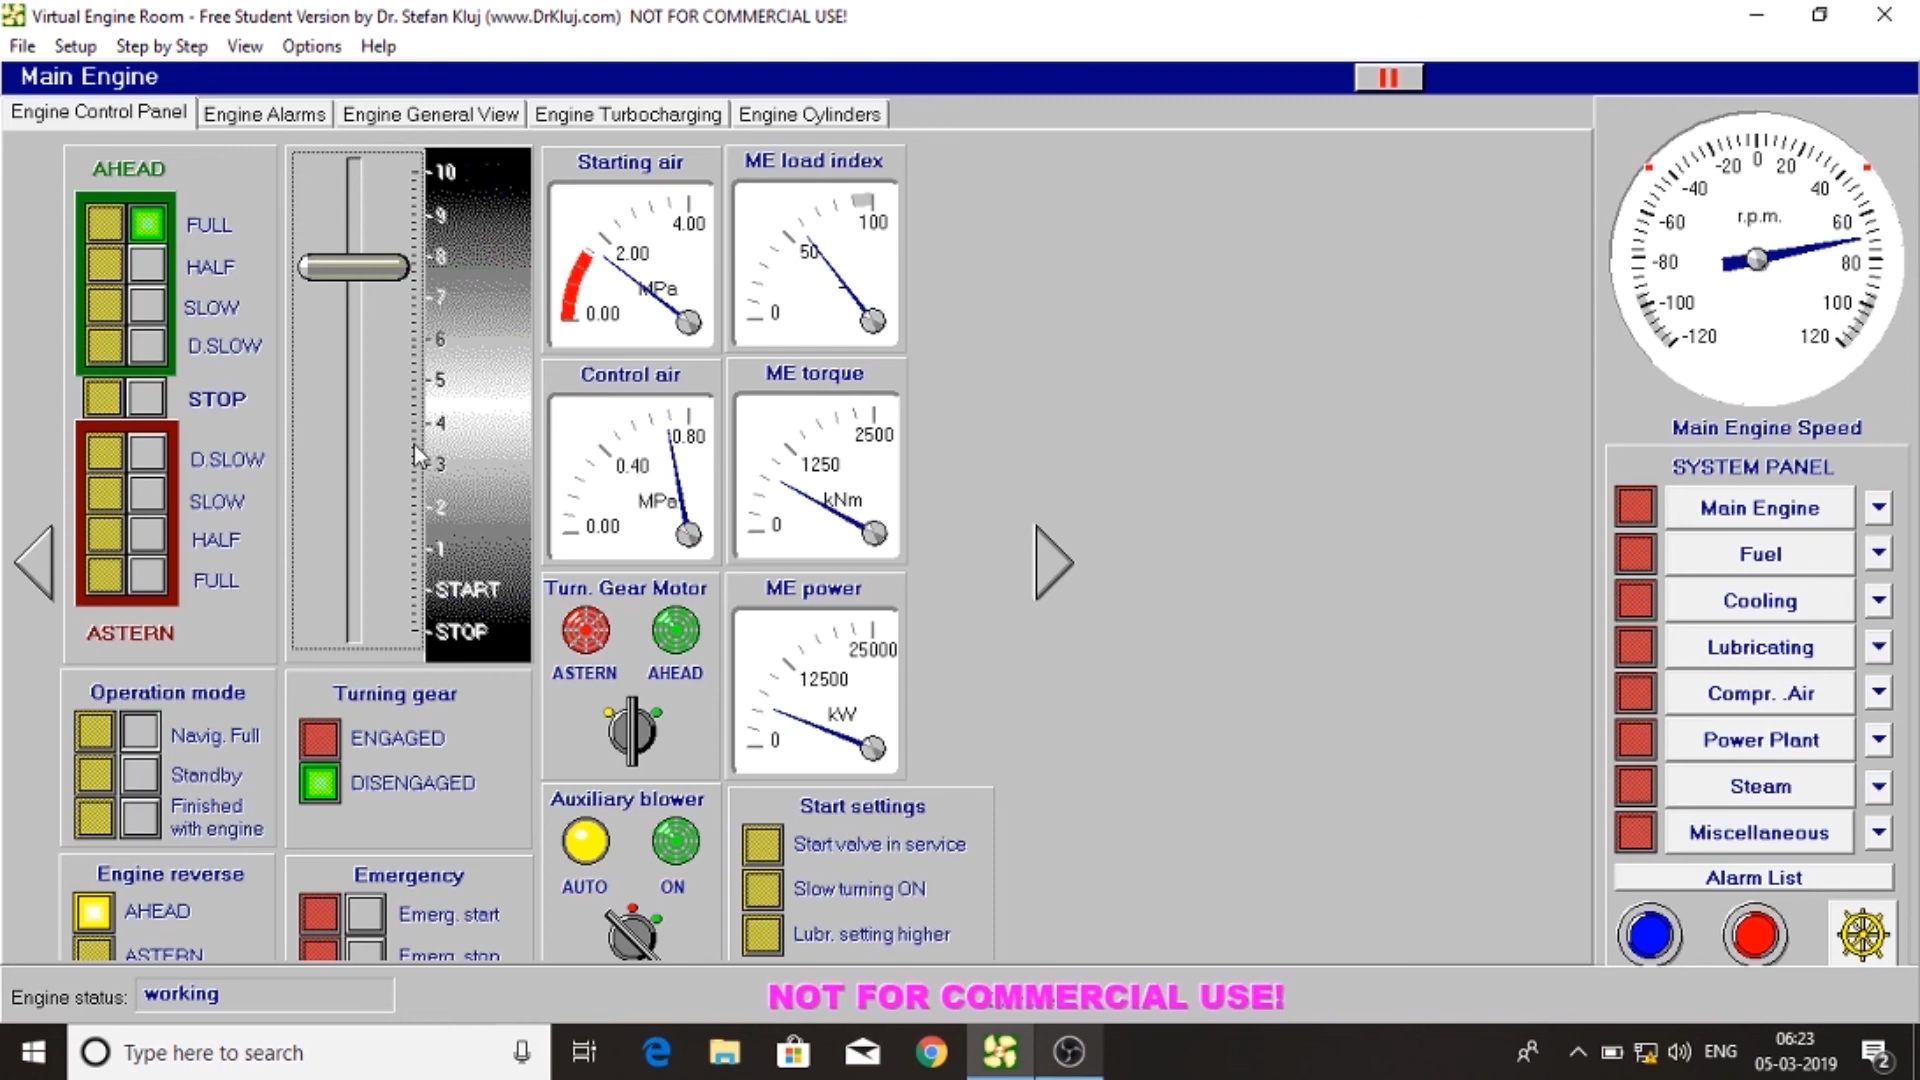 Virtual Engine Room - Free Student Version by Dr. Stefan Kluj (www.DrKluj.com) NOT FOR COMMERCIAL USE!
File Setup Step by Step View Options Help
Main Engine
Engine Control Panel Engine Alarms Engine General View Engine Turbocharging Engine Cylinders
AHEAD
FULL
HALF
SLOW
D.SLOW
STOP
D.SLOW
SLOW
HALF
FULL
ASTERN
10
9
8
7
6
5
4
3
2
1
START
STOP
Starting air
4.00
2.00
MPa
0.00
ME load index
100
50
0
Control air
0.80
0.40
MPa
0.00
ME torque
2500
1250
kNm
0
Turn. Gear Motor
ASTERN AHEAD
ME power
25000
12500
kW
0
Operation mode
Navig. Full
Standby
Finished
with engine
Turning gear
ENGAGED
DISENGAGED
Engine reverse
AHEAD
ASTERN
Emergency
Emerg. start
Emerg. stop
Auxiliary blower
AUTO ON
Start settings
Start valve in service
Slow turning ON
Lubr. setting higher
-20 0 20
-40 40
-60 r.p.m. 60
-80 80
-100 100
-120 120
Main Engine Speed
SYSTEM PANEL
Main Engine
Fuel
Cooling
Lubricating
Compr. .Air
Power Plant
Steam
Miscellaneous
Alarm List
Engine status: working
NOT FOR COMMERCIAL USE!
Type here to search
ENG
06:23
05-03-2019
2